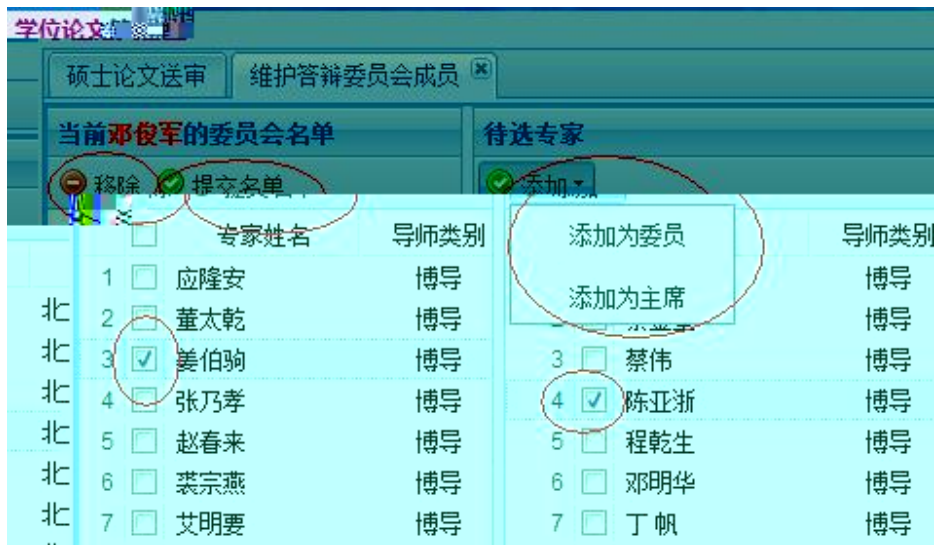 学位论文
硕士论文送审 维护答辩委员会成员
当前邓俊军的委员会名单 待选专家
移除 提交名单 添加
专家姓名 导师类别 添加为委员 导师类别
1 应隆安 博导 博导
添加为主席
北 2 董太乾 博导 博导
北 3 姜伯驹 博导 3 蔡伟 博导
北 4 张乃孝 博导 4 陈亚浙 博导
北 5 赵春来 博导 5 程乾生 博导
北 6 裘宗燕 博导 6 邓明华 博导
北 7 艾明要 博导 7 丁帆 博导